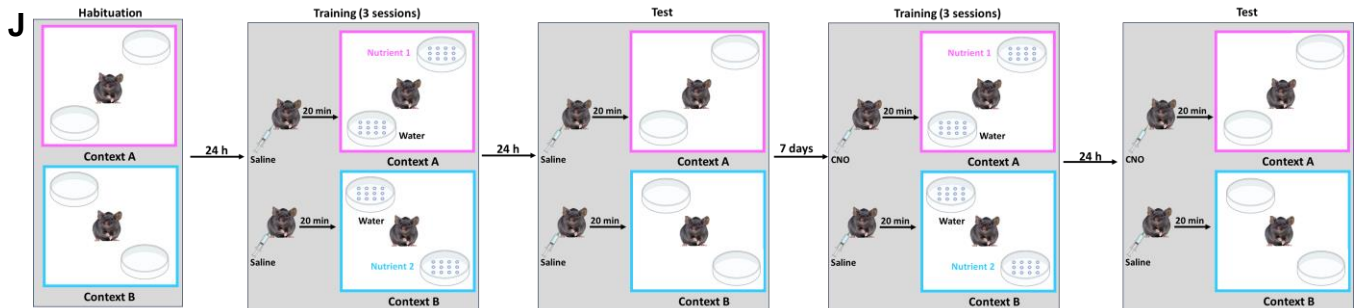 J
Habituation
Context A
Context B
24 h
Training (3 sessions)
Nutrient 1
20 min
Water
Saline
Context A
20 min
Water
Saline
Nutrient 2
Context B
24 h
Test
20 min
Saline
Context A
20 min
Saline
Context B
7 days
Training (3 sessions)
Nutrient 1
20 min
Water
CNO
Context A
20 min
Water
Saline
Nutrient 2
Context B
24 h
Test
20 min
CNO
Context A
20 min
Saline
Context B